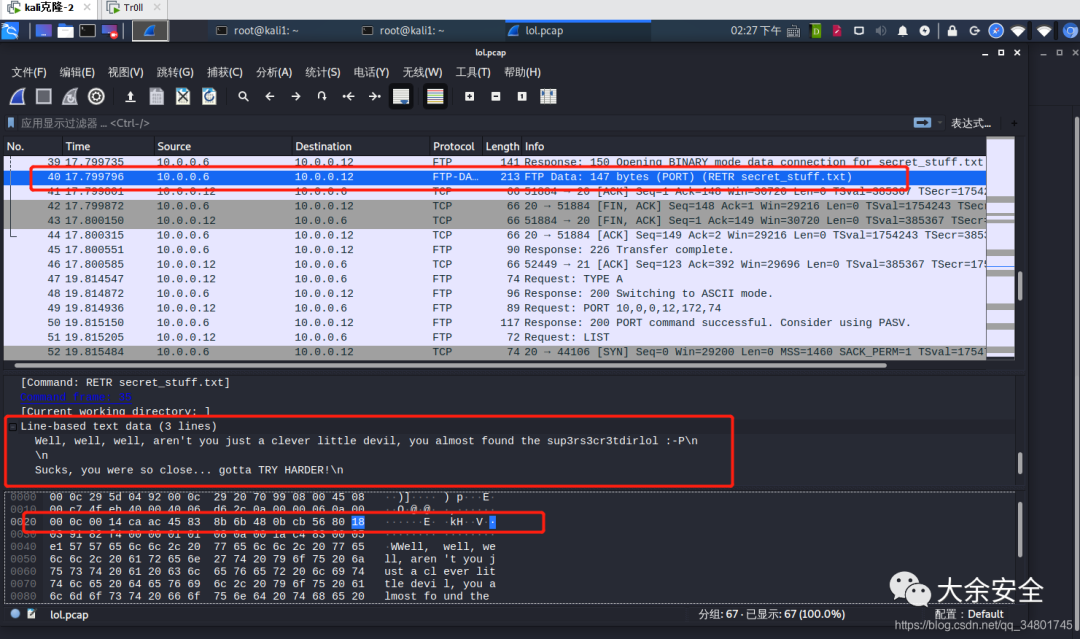 kali克隆-2 × Tr0ll ×
root@kali1: ~ root@kali1: ~ lol.pcap 02:27 下午
lol.pcap
文件(F) 编辑(E) 视图(V) 跳转(G) 捕获(C) 分析(A) 统计(S) 电话(Y) 无线(W) 工具(T) 帮助(H)
应用显示过滤器 … <Ctrl-/> 表达式… +
No. Time Source Destination Protocol Length Info
39 17.799735 10.0.0.6 10.0.0.12 FTP 141 Response: 150 Opening BINARY mode data connection for secret_stuff.txt
40 17.799796 10.0.0.6 10.0.0.12 FTP-DA… 213 FTP Data: 147 bytes (PORT) (RETR secret_stuff.txt)
41 17.799801 10.0.0.12 10.0.0.6 TCP 66 51884 → 20 [ACK] Seq=1 Ack=148 Win=30720 Len=0 TSval=385367 TSecr=17542
42 17.799872 10.0.0.6 10.0.0.12 TCP 66 20 → 51884 [FIN, ACK] Seq=148 Ack=1 Win=29216 Len=0 TSval=1754243 TSec
43 17.800150 10.0.0.12 10.0.0.6 TCP 66 51884 → 20 [FIN, ACK] Seq=1 Ack=149 Win=30720 Len=0 TSval=385367 TSec
44 17.800315 10.0.0.6 10.0.0.12 TCP 66 20 → 51884 [ACK] Seq=149 Ack=2 Win=29216 Len=0 TSval=1754243 TSecr=385
45 17.800551 10.0.0.6 10.0.0.12 FTP 90 Response: 226 Transfer complete.
46 17.800585 10.0.0.12 10.0.0.6 TCP 66 52449 → 21 [ACK] Seq=123 Ack=392 Win=29696 Len=0 TSval=385367 TSecr=175
47 19.814547 10.0.0.12 10.0.0.6 FTP 74 Request: TYPE A
48 19.814872 10.0.0.6 10.0.0.12 FTP 96 Response: 200 Switching to ASCII mode.
49 19.814936 10.0.0.12 10.0.0.6 FTP 89 Request: PORT 10,0,0,12,172,74
50 19.815150 10.0.0.6 10.0.0.12 FTP 117 Response: 200 PORT command successful. Consider using PASV.
51 19.815205 10.0.0.12 10.0.0.6 FTP 72 Request: LIST
52 19.815484 10.0.0.6 10.0.0.12 TCP 74 20 → 44106 [SYN] Seq=0 Win=29200 Len=0 MSS=1460 SACK_PERM=1 TSval=1754
[Command: RETR secret_stuff.txt]
Command frame: 35
[Current working directory: ]
Line-based text data (3 lines)
Well, well, well, aren't you just a clever little devil, you almost found the sup3rs3cr3tdirlol :-P\n
\n
Sucks, you were so close... gotta TRY HARDER!\n
0000 00 0c 29 5d 04 92 00 0c 29 20 70 99 08 00 45 08 ··)]···· ) p···E·
0010 00 c7 4f eb 40 00 40 06 d6 2c 0a 00 00 06 0a 00 ··O·@·@· ·,······
0020 00 0c 00 14 ca ac 45 83 8b 6b 48 0b cb 56 80 18 ······E· ·kH··V··
0030 03 91 82 f4 00 00 01 01 08 0a 00 1a c4 83 00 05
0040 e1 57 57 65 6c 6c 2c 20 77 65 6c 6c 2c 20 77 65 ·WWell,  well, we
0050 6c 6c 2c 20 61 72 65 6e 27 74 20 79 6f 75 20 6a ll, aren 't you j
0060 75 73 74 20 61 20 63 6c 65 76 65 72 20 6c 69 74 ust a cl ever lit
0070 74 6c 65 20 64 65 76 69 6c 2c 20 79 6f 75 20 61 tle devi l, you a
0080 6c 6d 6f 73 74 20 66 6f 75 6e 64 20 74 68 65 20 lmost fo und the
lol.pcap 分组: 67 · 已显示: 67 (100.0%) 配置: Default
大余安全
https://blog.csdn.net/qq_34801745